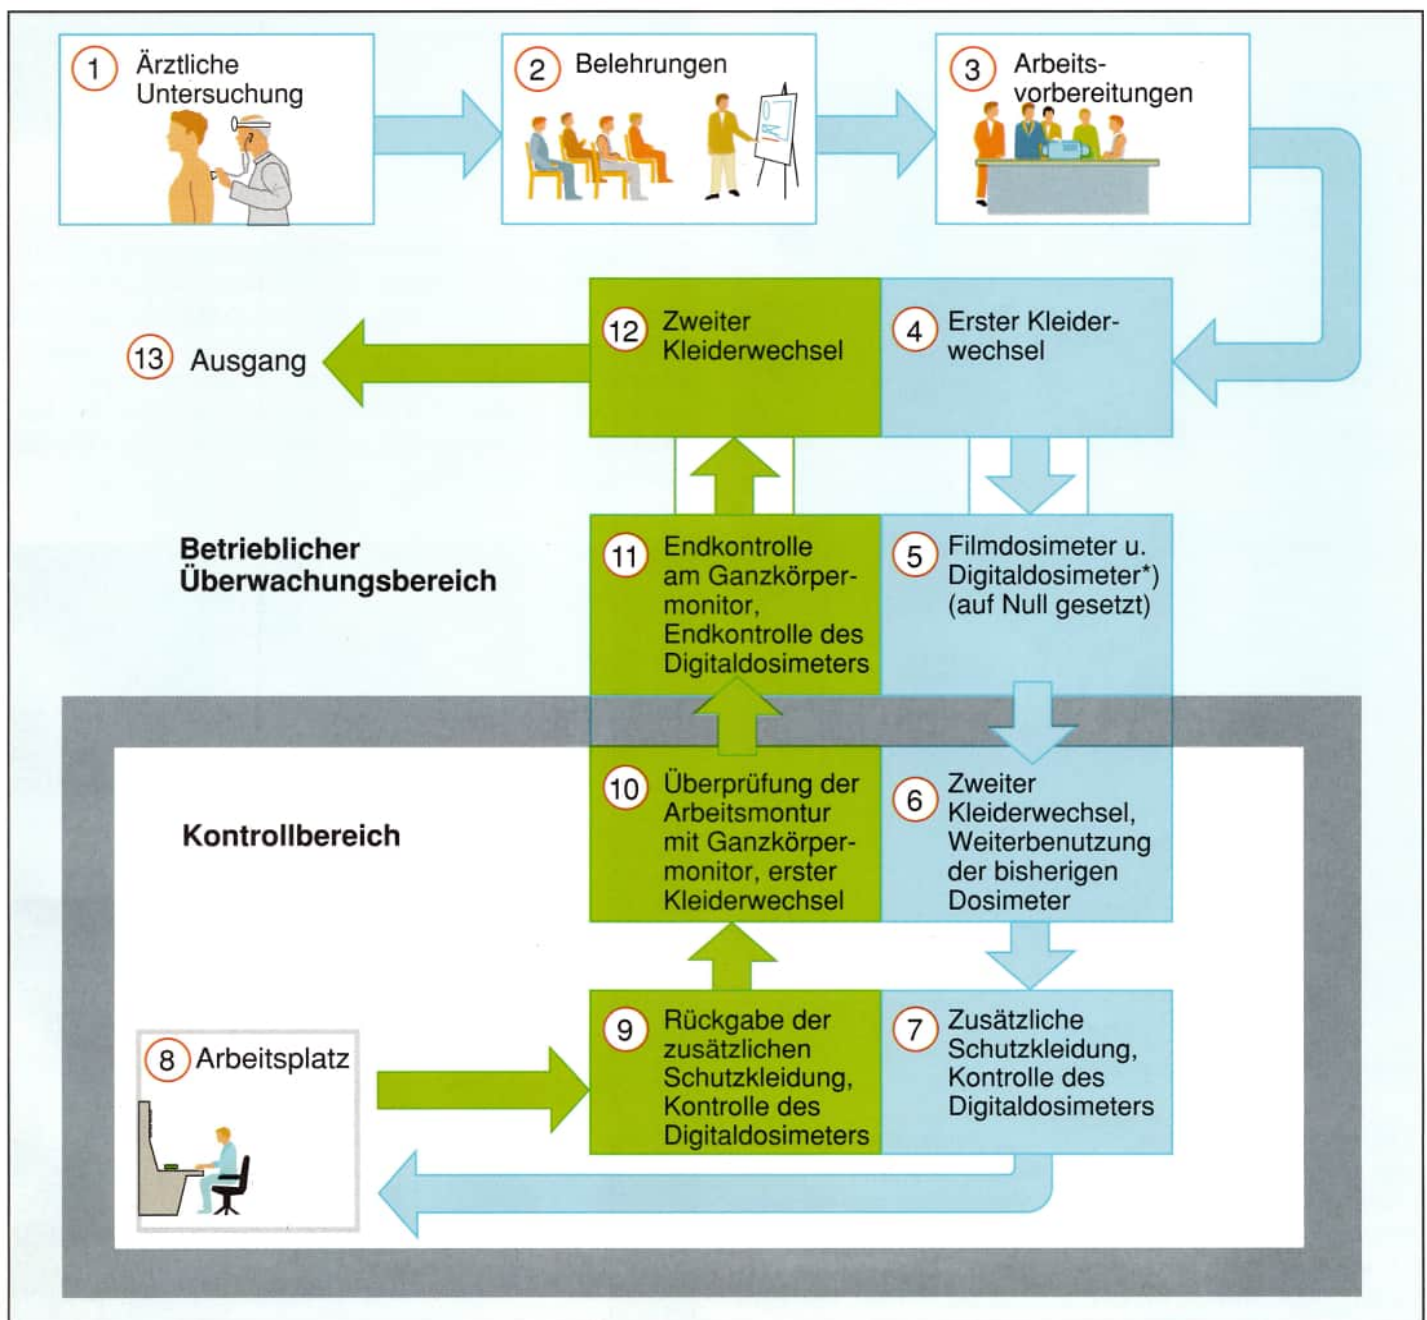 1 Ärztliche
Untersuchung
2 Belehrungen
3 Arbeits-
vorbereitungen
4 Erster Kleider-
wechsel
5 Filmdosimeter u.
Digitaldosimeter*)
(auf Null gesetzt)
6 Zweiter
Kleiderwechsel,
Weiterbenutzung
der bisherigen
Dosimeter
7 Zusätzliche
Schutzkleidung,
Kontrolle des
Digitaldosimeters
8 Arbeitsplatz
9 Rückgabe der
zusätzlichen
Schutzkleidung,
Kontrolle des
Digitaldosimeters
10 Überprüfung der
Arbeitsmontur
mit Ganzkörper-
monitor, erster
Kleiderwechsel
11 Endkontrolle
am Ganzkörper-
monitor,
Endkontrolle des
Digitaldosimeters
12 Zweiter
Kleiderwechsel
13 Ausgang
Betrieblicher
Überwachungsbereich
Kontrollbereich